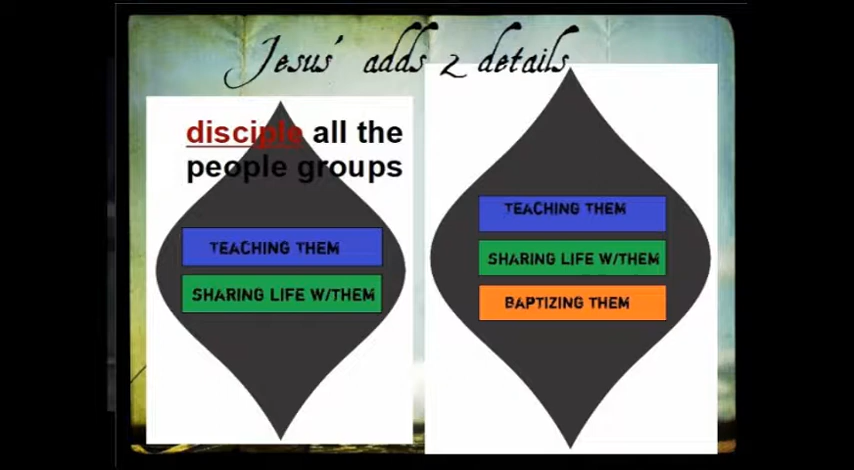 Jesus' adds 2 details
disciple all the
people groups
TEACHING THEM
SHARING LIFE W/THEM
TEACHING THEM
SHARING LIFE W/THEM
BAPTIZING THEM